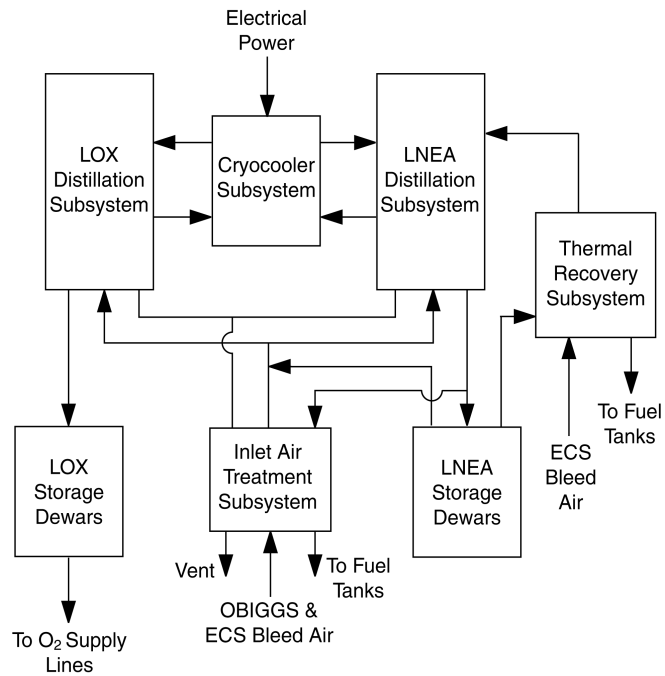 Electrical
Power
LOX
Distillation
Subsystem
Cryocooler
Subsystem
LNEA
Distillation
Subsystem
Thermal
Recovery
Subsystem
To Fuel
Tanks
ECS
Bleed
Air
LOX
Storage
Dewars
Inlet Air
Treatment
Subsystem
LNEA
Storage
Dewars
Vent
To Fuel
Tanks
OBIGGS &
ECS Bleed Air
To O₂ Supply
Lines